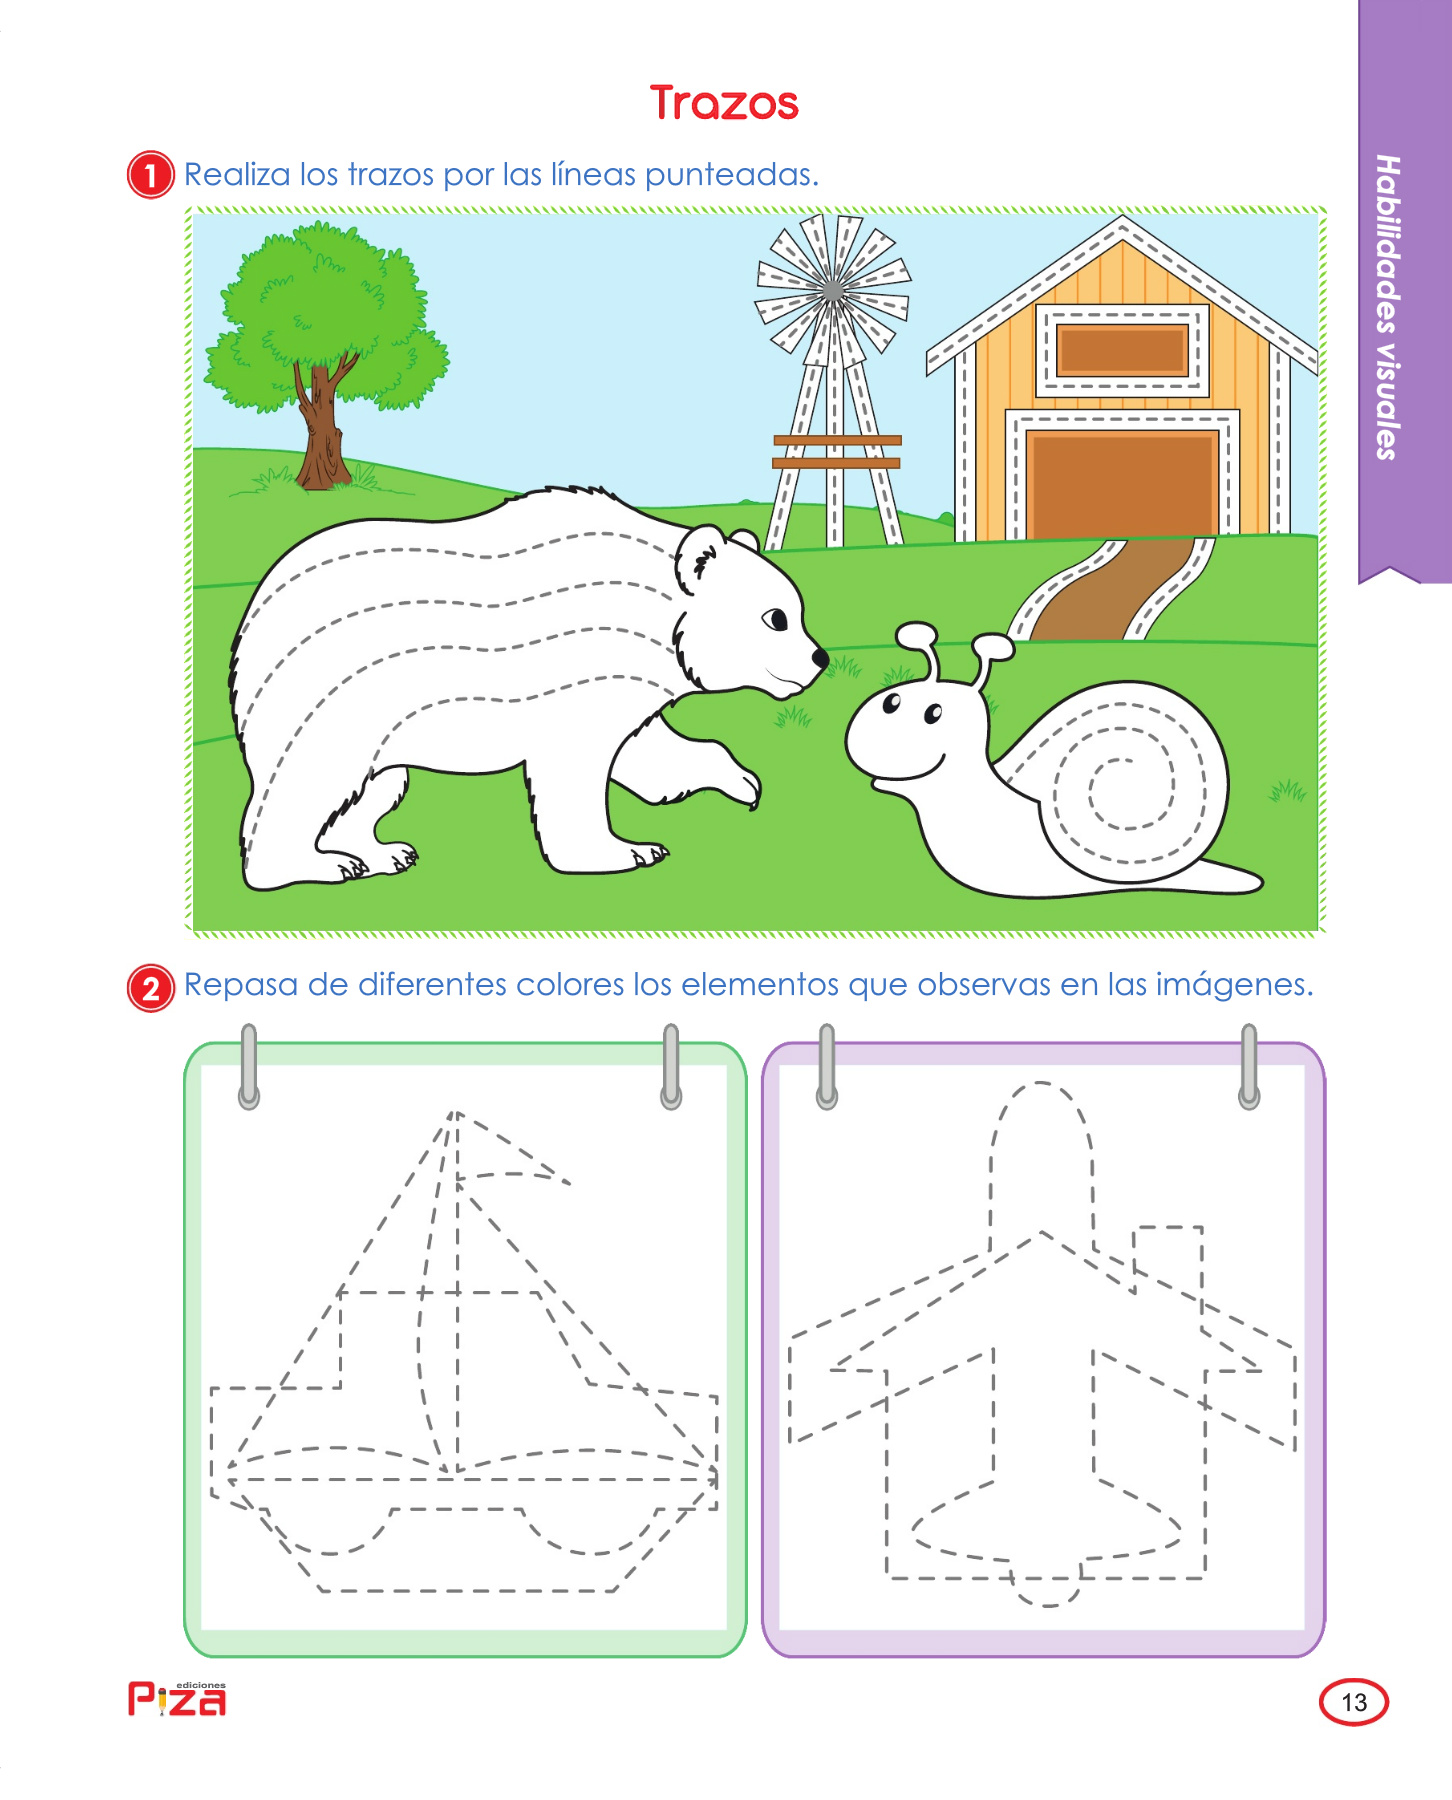 Trazos
1 Realiza los trazos por las líneas punteadas.
Habilidades visuales
2 Repasa de diferentes colores los elementos que observas en las imágenes.
ediciones
Piza
13